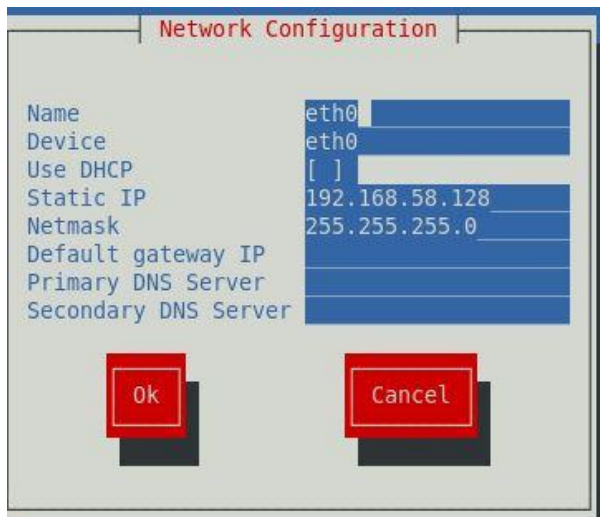 Network Configuration
Name eth0
Device eth0
Use DHCP [ ]
Static IP 192.168.58.128
Netmask 255.255.255.0
Default gateway IP
Primary DNS Server
Secondary DNS Server
Ok Cancel